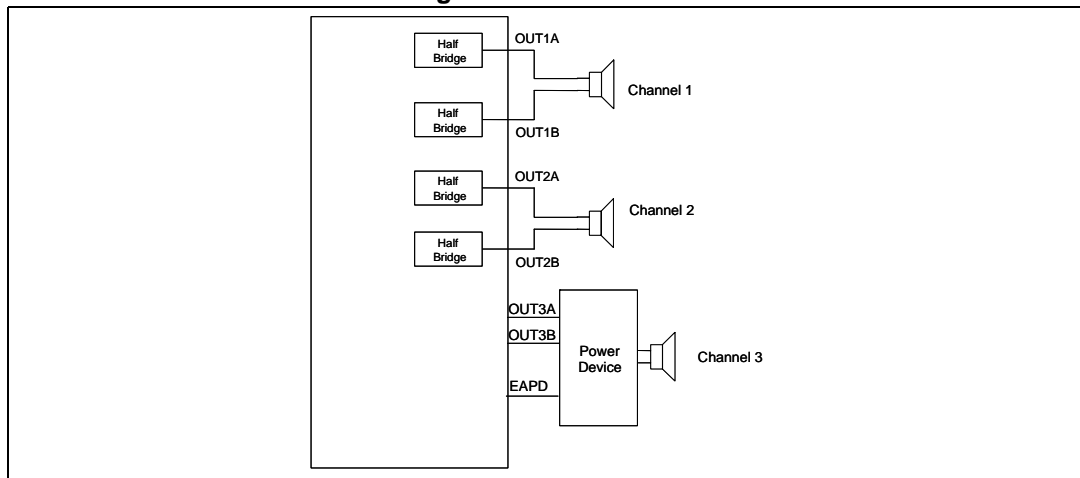 Half
Bridge
OUT1A
Channel 1
Half
Bridge
OUT1B
Half
Bridge
OUT2A
Channel 2
Half
Bridge
OUT2B
OUT3A
OUT3B
Power
Device
Channel 3
EAPD